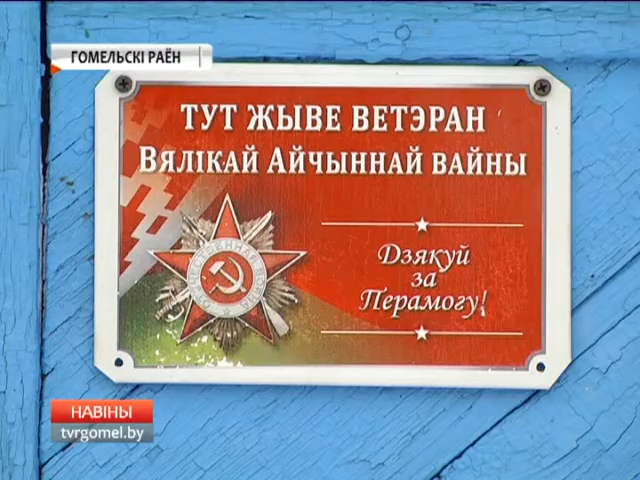 ГОМЕЛЬСКІ РАЁН
ТУТ ЖЫВЕ ВЕТЭРАН
ВЯЛІКАЙ АЙЧЫННАЙ ВАЙНЫ
Дзякуй
за
Перамогу!
НАВІНЫ
tvrgomel.by